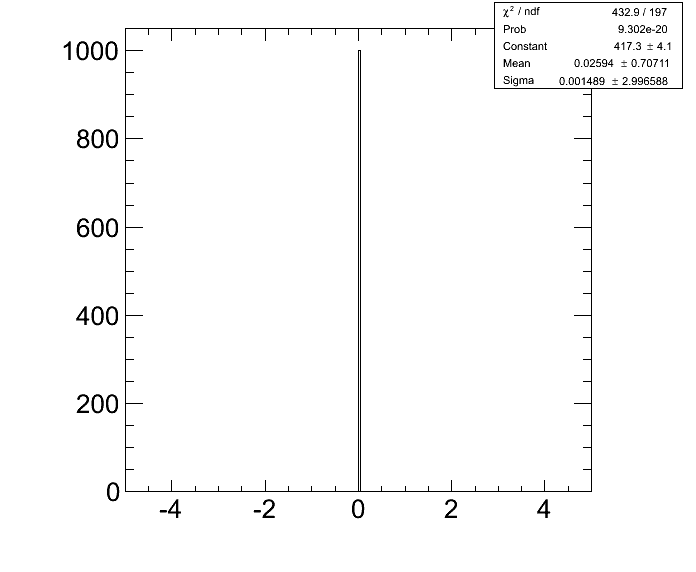 χ² / ndf 432.9 / 197
Prob 9.302e-20
Constant 417.3 ± 4.1
Mean 0.02594 ± 0.70711
Sigma 0.001489 ± 2.996588
1000
800
600
400
200
0
-4 -2 0 2 4